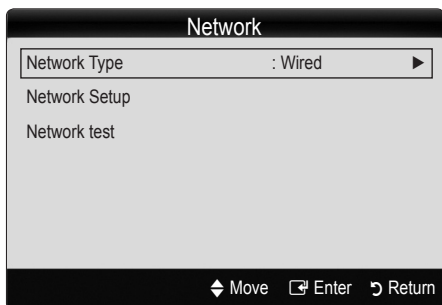 Network
Network Type : Wired ▶
Network Setup
Network test
Move Enter Return